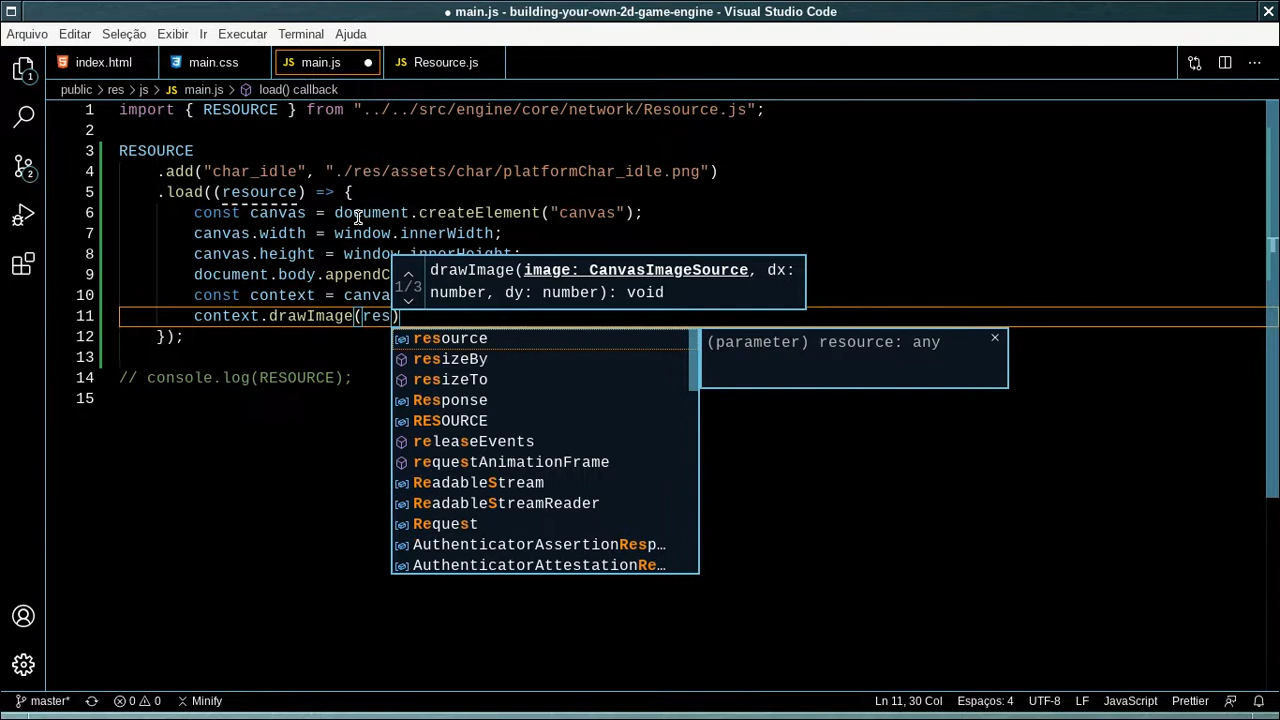 ● main.js - building-your-own-2d-game-engine - Visual Studio Code
Arquivo Editar Seleção Exibir Ir Executar Terminal Ajuda
index.html main.css JS main.js ● JS Resource.js
public > res > js > JS main.js > load() callback
1 import { RESOURCE } from "../../src/engine/core/network/Resource.js";
2
3 RESOURCE
4 .add("char_idle", "./res/assets/char/platformChar_idle.png")
5 .load((resource) => {
6 const canvas = document.createElement("canvas");
7 canvas.width = window.innerWidth;
8 canvas.height = window.innerHeight;
9 document.body.appendC
10 const context = canva
11 context.drawImage(res)
12 });
13
14 // console.log(RESOURCE);
15
1/3
drawImage(image: CanvasImageSource, dx:
number, dy: number): void
resource
resizeBy
resizeTo
Response
RESOURCE
releaseEvents
requestAnimationFrame
ReadableStream
ReadableStreamReader
Request
AuthenticatorAssertionResp…
AuthenticatorAttestationRe…
(parameter) resource: any
1
2
master* 0 0 Minify Ln 11, 30 Col Espaços: 4 UTF-8 LF JavaScript Prettier